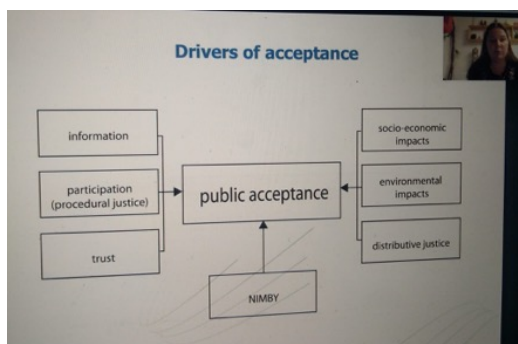 Drivers of acceptance
information
participation
(procedural justice)
trust
public acceptance
NIMBY
socio-economic
impacts
environmental
impacts
distributive justice